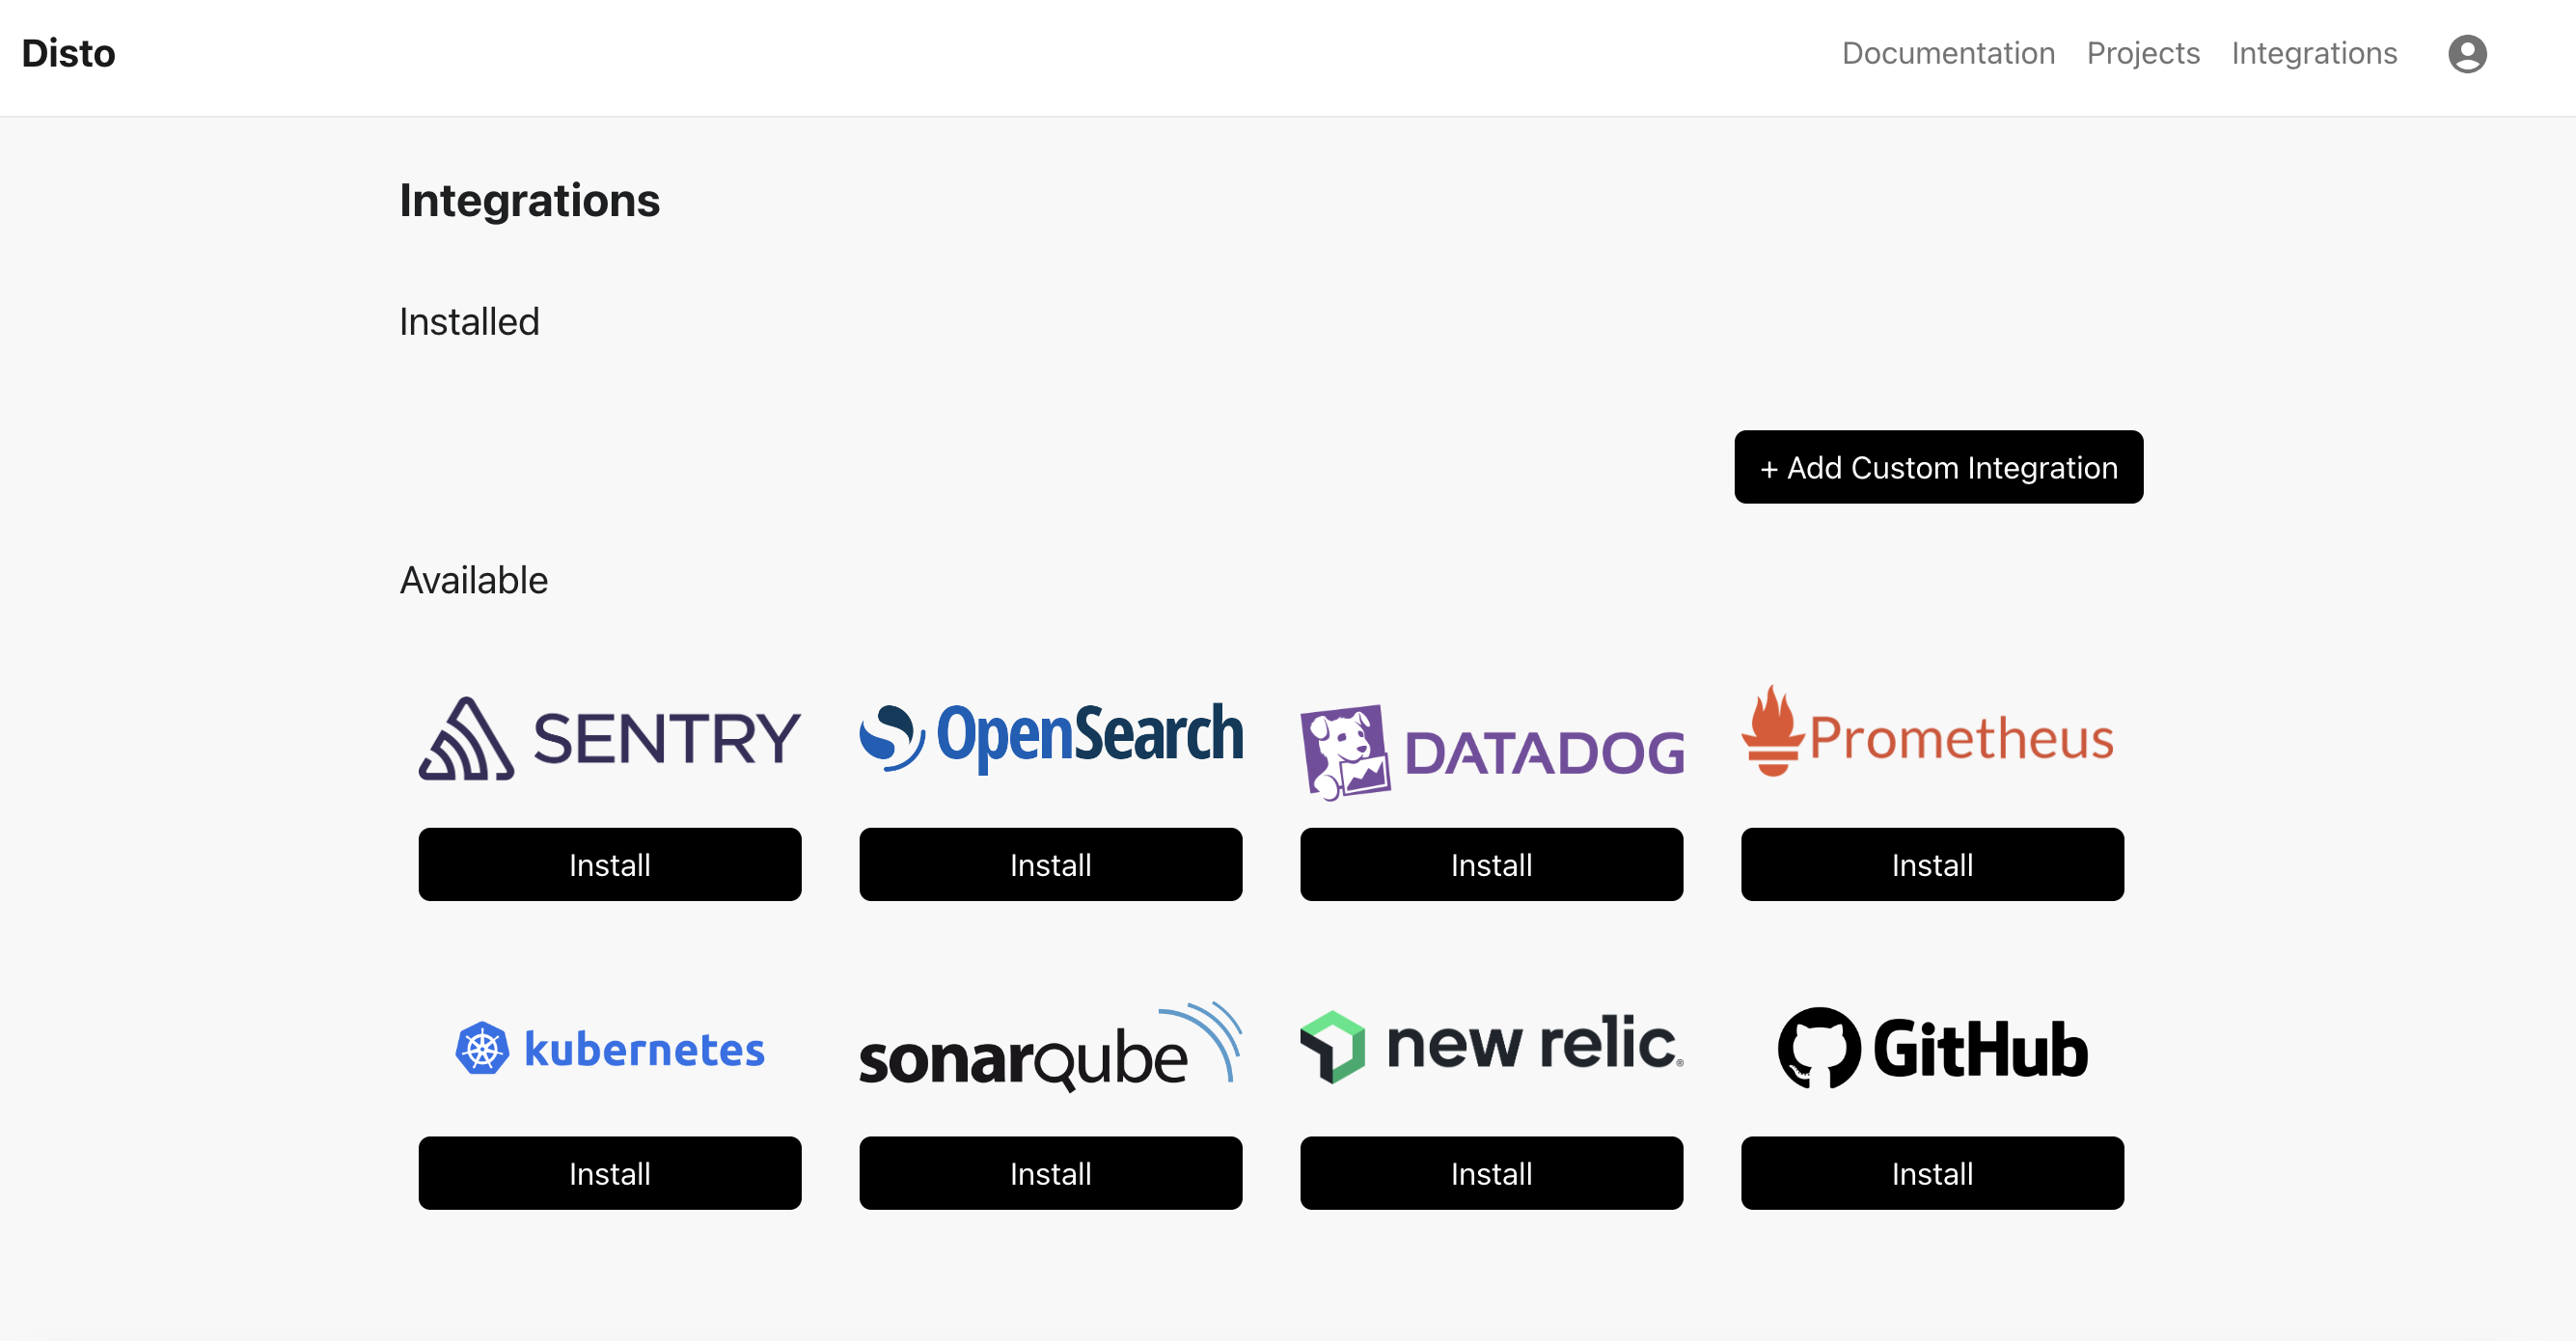 Disto
Documentation Projects Integrations
Integrations
Installed
+ Add Custom Integration
Available
SENTRY OpenSearch DATADOG Prometheus
Install Install Install Install
kubernetes sonarqube new relic® GitHub
Install Install Install Install